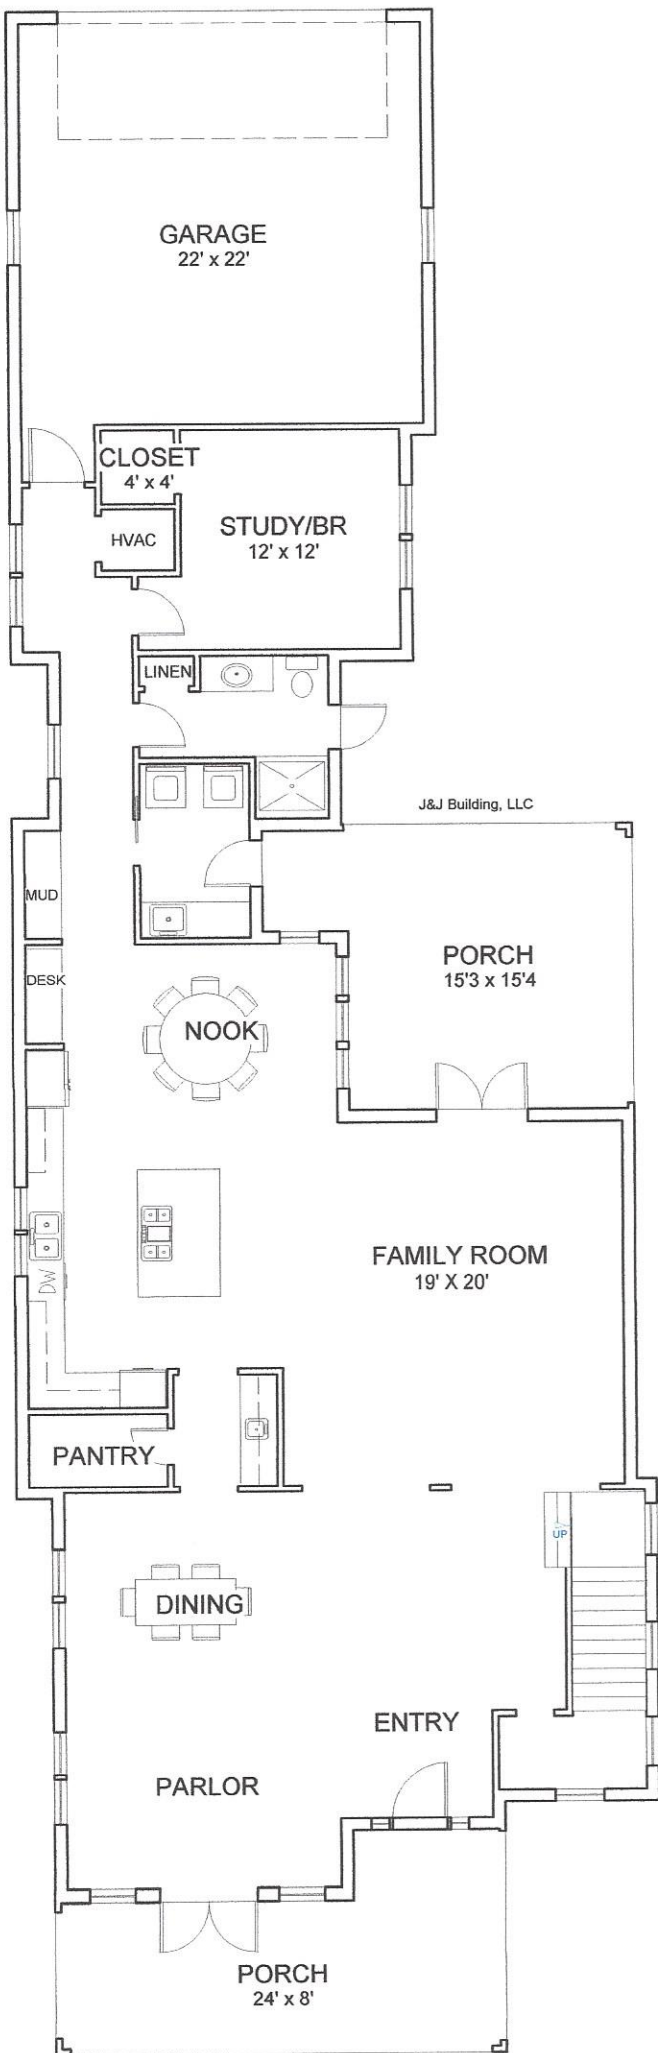 GARAGE
22' x 22'
CLOSET
4' x 4'
HVAC
STUDY/BR
12' x 12'
LINEN
J&J Building, LLC
MUD
DESK
PORCH
15'3 x 15'4
NOOK
FAMILY ROOM
19' X 20'
DW
PANTRY
UP
DINING
ENTRY
PARLOR
PORCH
24' x 8'